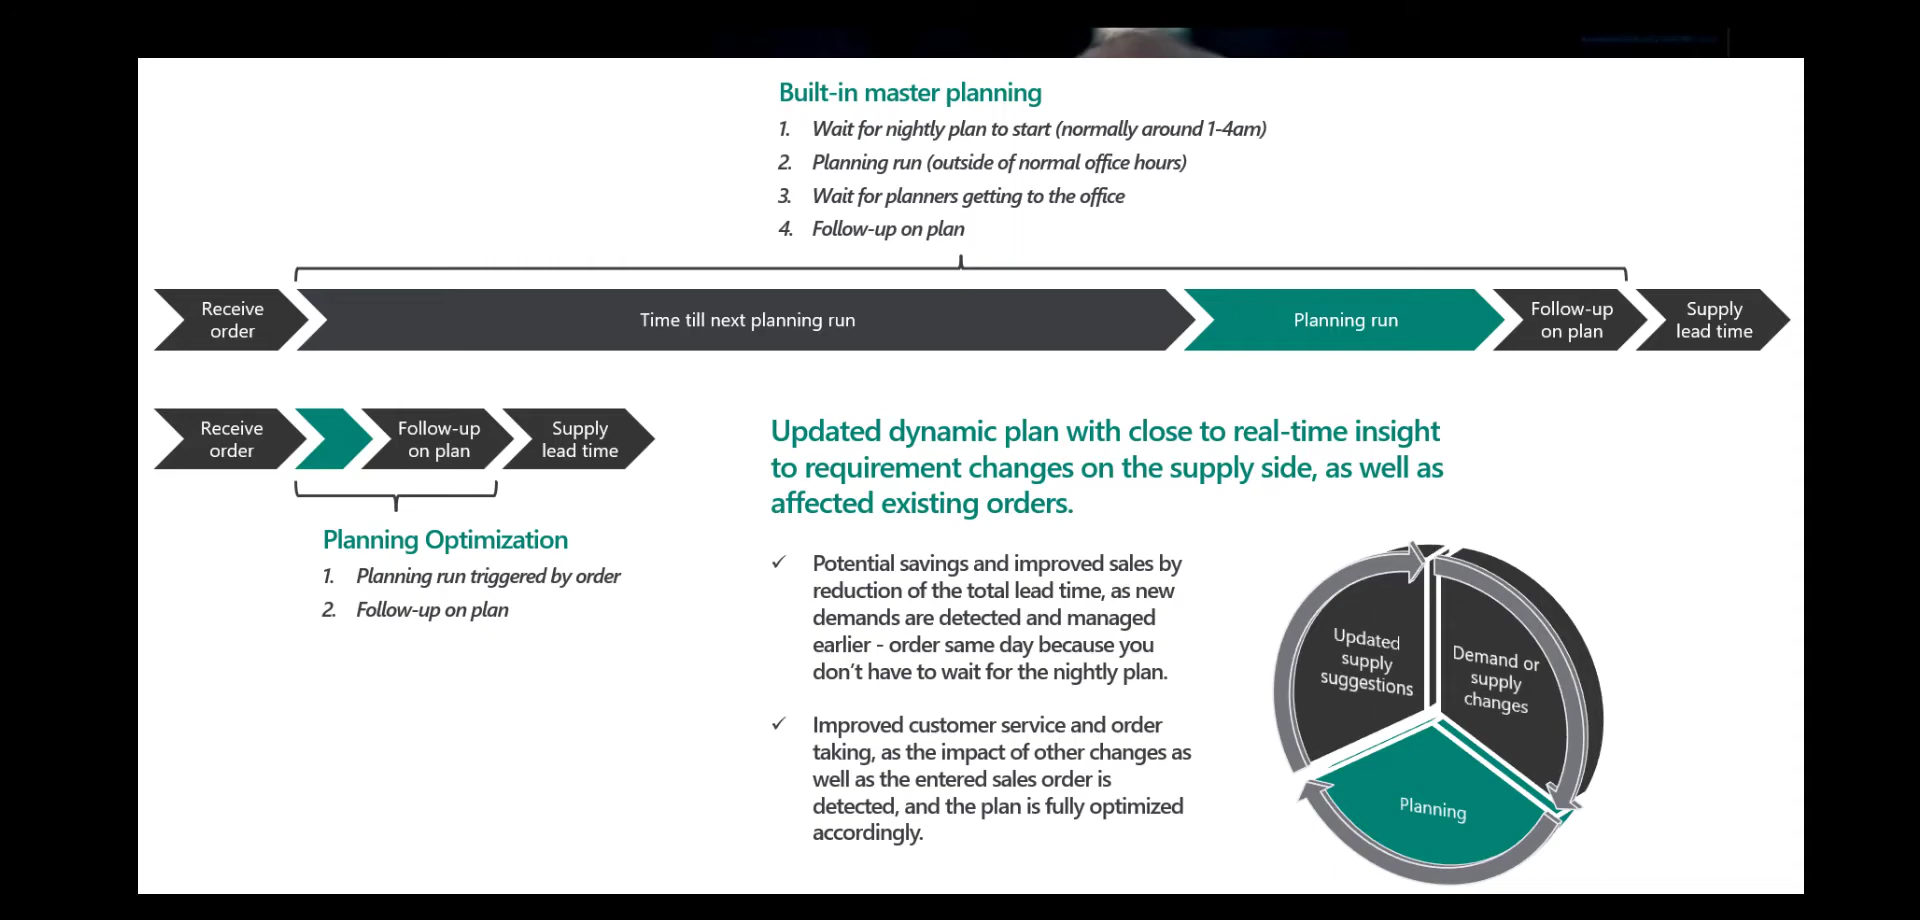 Built-in master planning
1. Wait for nightly plan to start (normally around 1-4am)
2. Planning run (outside of normal office hours)
3. Wait for planners getting to the office
4. Follow-up on plan
Receive
order
Time till next planning run
Planning run
Follow-up
on plan
Supply
lead time
Receive
order
Follow-up
on plan
Supply
lead time
Planning Optimization
1. Planning run triggered by order
2. Follow-up on plan
Updated dynamic plan with close to real-time insight
to requirement changes on the supply side, as well as
affected existing orders.
✓ Potential savings and improved sales by
reduction of the total lead time, as new
demands are detected and managed
earlier - order same day because you
don’t have to wait for the nightly plan.
✓ Improved customer service and order
taking, as the impact of other changes as
well as the entered sales order is
detected, and the plan is fully optimized
accordingly.
Updated
supply
suggestions
Demand or
supply
changes
Planning